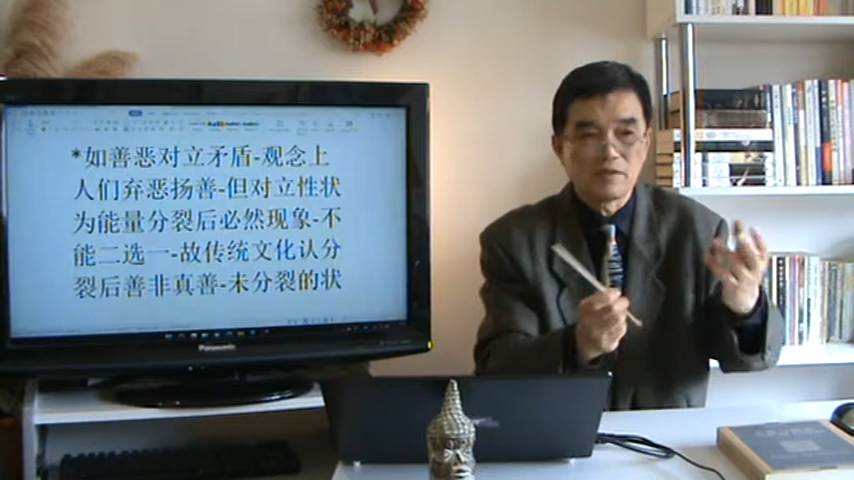 *如善恶对立矛盾-观念上
人们弃恶扬善-但对立性状
为能量分裂后必然现象-不
能二选一-故传统文化认分
裂后善非真善-未分裂的状
Panasonic